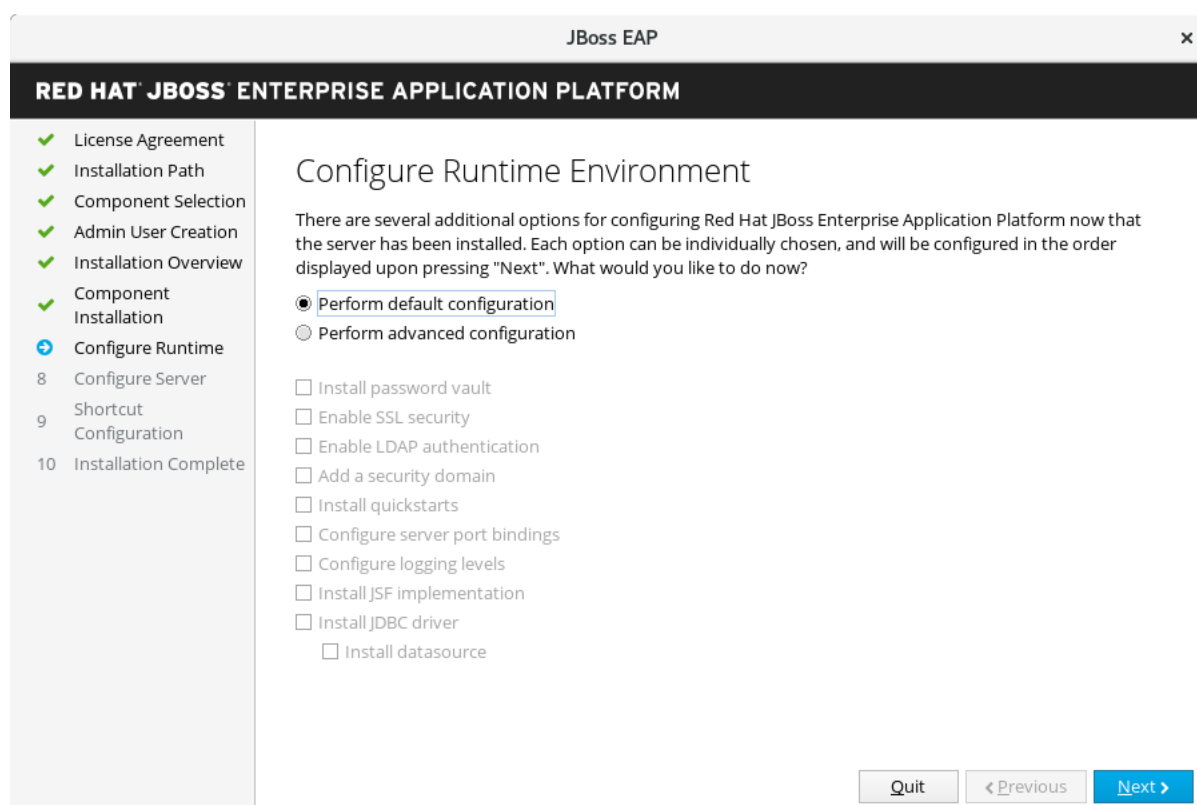 JBoss EAP
RED HAT® JBOSS® ENTERPRISE APPLICATION PLATFORM
License Agreement
Installation Path
Component Selection
Admin User Creation
Installation Overview
Component
Installation
Configure Runtime
8 Configure Server
9 Shortcut
Configuration
10 Installation Complete
Configure Runtime Environment
There are several additional options for configuring Red Hat JBoss Enterprise Application Platform now that
the server has been installed. Each option can be individually chosen, and will be configured in the order
displayed upon pressing "Next". What would you like to do now?
Perform default configuration
Perform advanced configuration
Install password vault
Enable SSL security
Enable LDAP authentication
Add a security domain
Install quickstarts
Configure server port bindings
Configure logging levels
Install JSF implementation
Install JDBC driver
Install datasource
Quit
Previous
Next